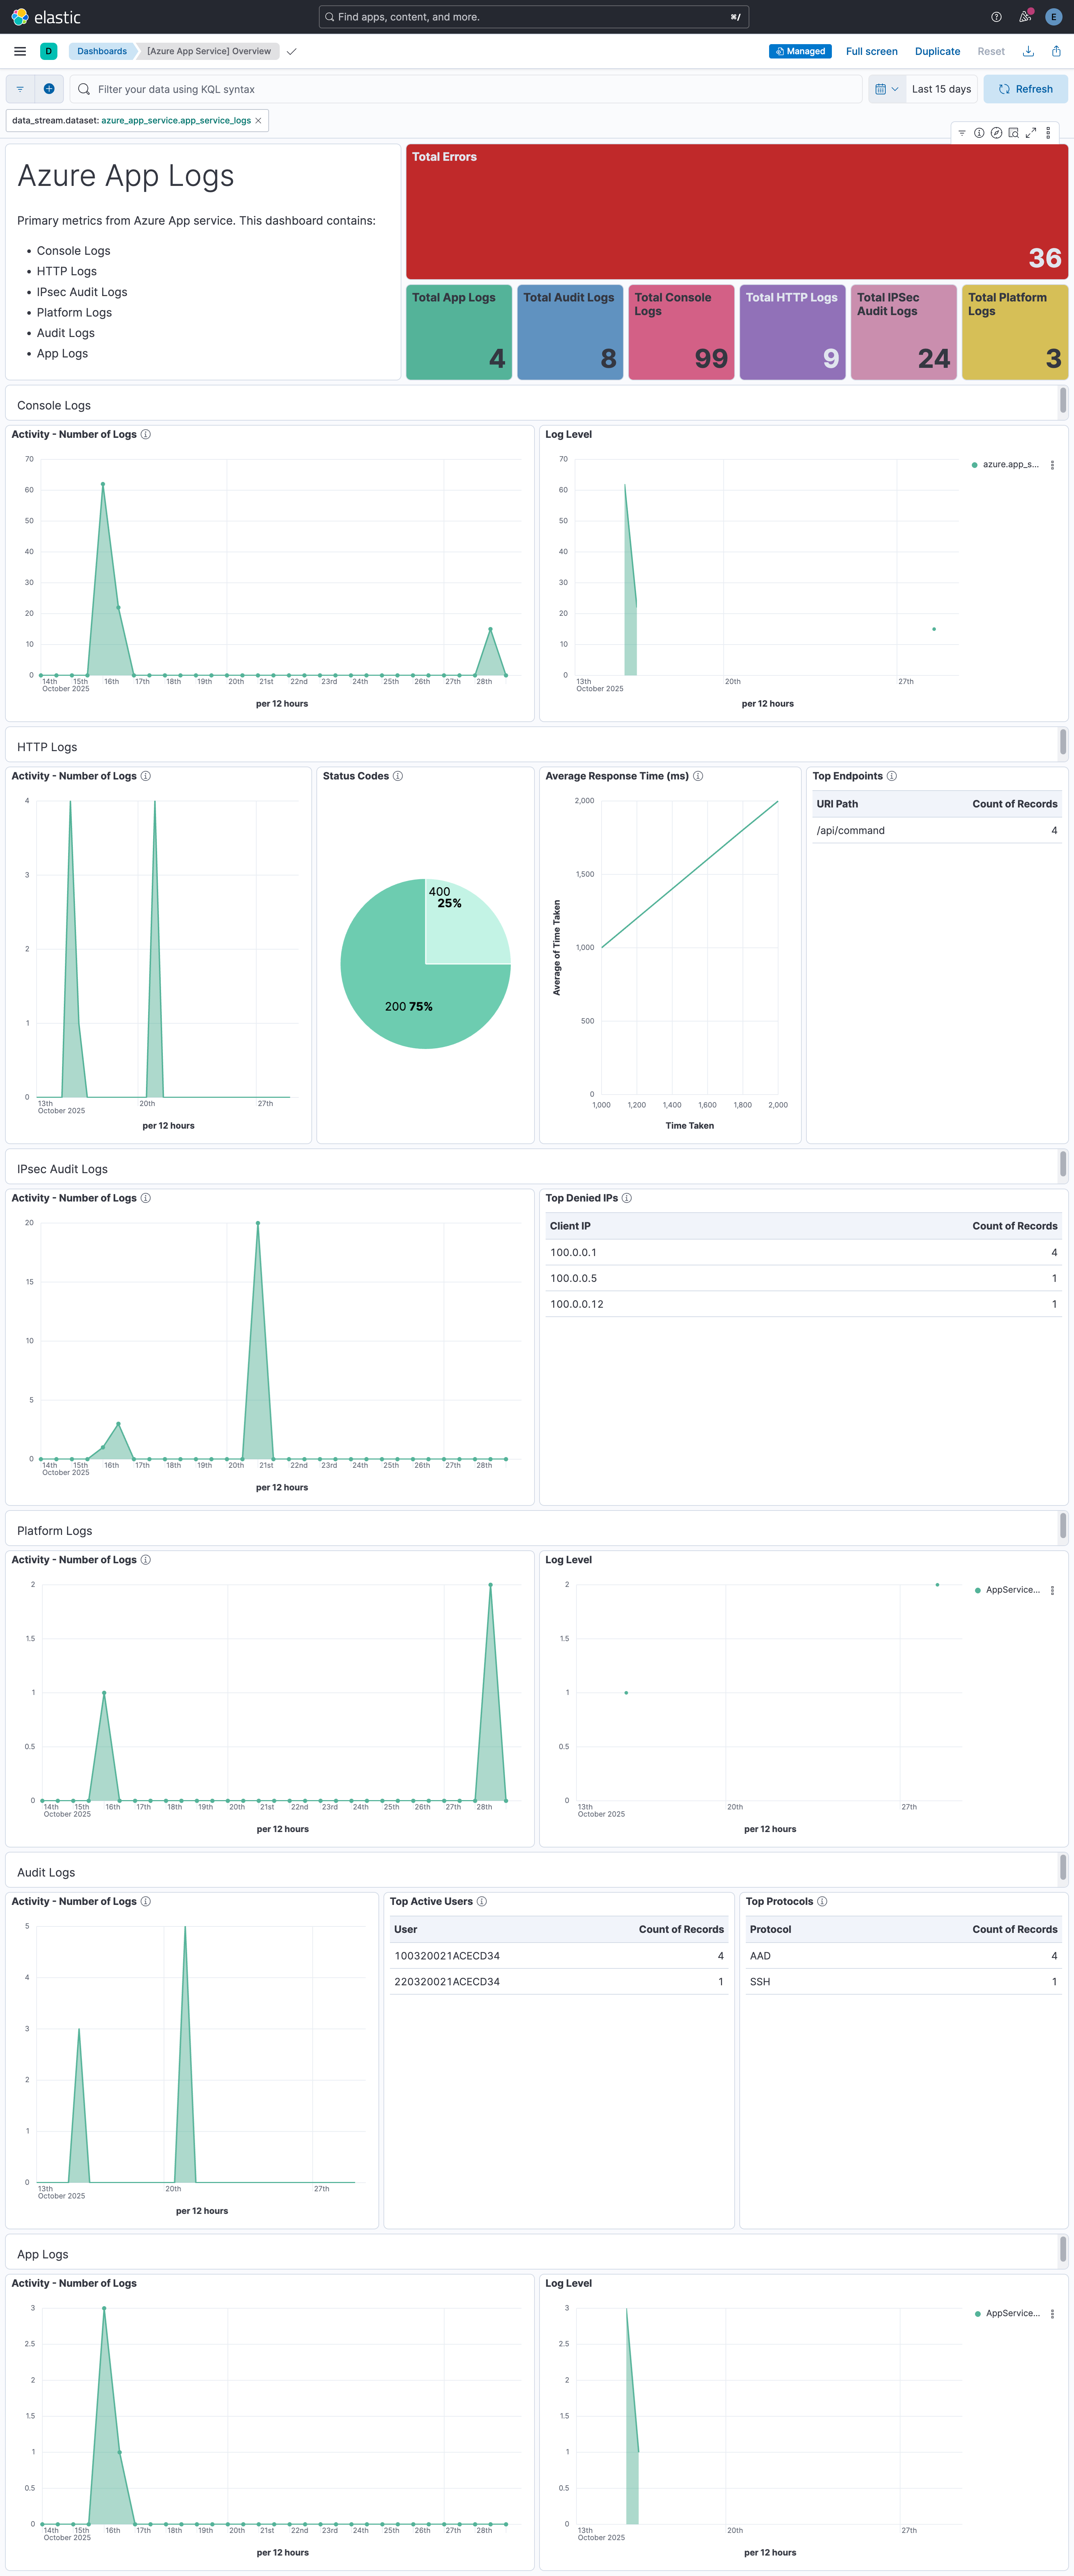 elastic
Find apps, content, and more.
⌘/
E
D
Dashboards
[Azure App Service] Overview
Managed
Full screen
Duplicate
Reset
Filter your data using KQL syntax
Last 15 days
Refresh
data_stream.dataset: azure_app_service.app_service_logs ×
Azure App Logs
Primary metrics from Azure App service. This dashboard contains:
• Console Logs
• HTTP Logs
• IPsec Audit Logs
• Platform Logs
• Audit Logs
• App Logs
Total Errors
36
Total App Logs
4
Total Audit Logs
8
Total Console
Logs
99
Total HTTP Logs
9
Total IPSec
Audit Logs
24
Total Platform
Logs
3
Console Logs
Activity - Number of Logs
70
60
50
40
30
20
10
0
14th 15th 16th 17th 18th 19th 20th 21st 22nd 23rd 24th 25th 26th 27th 28th
October 2025
per 12 hours
Log Level
70
60
50
40
30
20
10
0
13th 20th 27th
October 2025
per 12 hours
azure.app_s...
HTTP Logs
Activity - Number of Logs
4
3
2
1
0
13th 20th 27th
October 2025
per 12 hours
Status Codes
400
25%
200 75%
Average Response Time (ms)
Average of Time Taken
2,000
1,500
1,000
500
0
1,000 1,200 1,400 1,600 1,800 2,000
Time Taken
Top Endpoints
URI Path Count of Records
/api/command 4
IPsec Audit Logs
Activity - Number of Logs
20
15
10
5
0
14th 15th 16th 17th 18th 19th 20th 21st 22nd 23rd 24th 25th 26th 27th 28th
October 2025
per 12 hours
Top Denied IPs
Client IP Count of Records
100.0.0.1 4
100.0.0.5 1
100.0.0.12 1
Platform Logs
Activity - Number of Logs
2
1.5
1
0.5
0
14th 15th 16th 17th 18th 19th 20th 21st 22nd 23rd 24th 25th 26th 27th 28th
October 2025
per 12 hours
Log Level
2
1.5
1
0.5
0
13th 20th 27th
October 2025
per 12 hours
AppService...
Audit Logs
Activity - Number of Logs
5
4
3
2
1
0
13th 20th 27th
October 2025
per 12 hours
Top Active Users
User Count of Records
100320021ACECD34 4
220320021ACECD34 1
Top Protocols
Protocol Count of Records
AAD 4
SSH 1
App Logs
Activity - Number of Logs
3
2.5
2
1.5
1
0.5
0
14th 15th 16th 17th 18th 19th 20th 21st 22nd 23rd 24th 25th 26th 27th 28th
October 2025
per 12 hours
Log Level
3
2.5
2
1.5
1
0.5
0
13th 20th 27th
October 2025
per 12 hours
AppService...